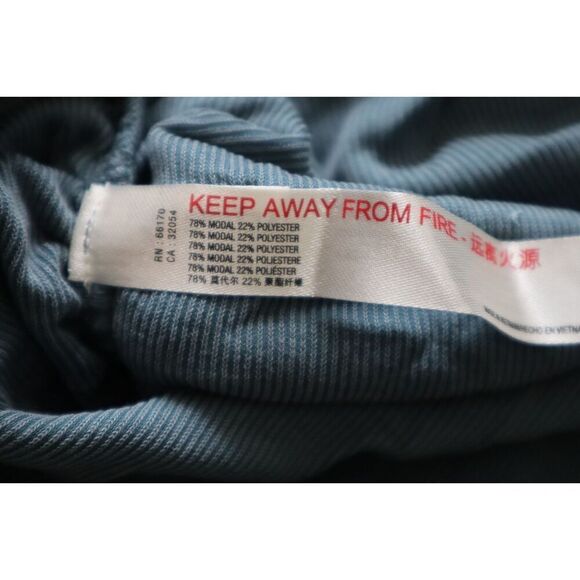 RN : 66170
CA : 32054
KEEP AWAY FROM FIRE - 远离火源
78% MODAL 22% POLYESTER
78% MODAL 22% POLYESTER
78% MODAL 22% POLYESTER
78% MODAL 22% POLIESTERE
78% MODAL 22% POLIÉSTER
78% 莫代尔 22% 聚酯纤维